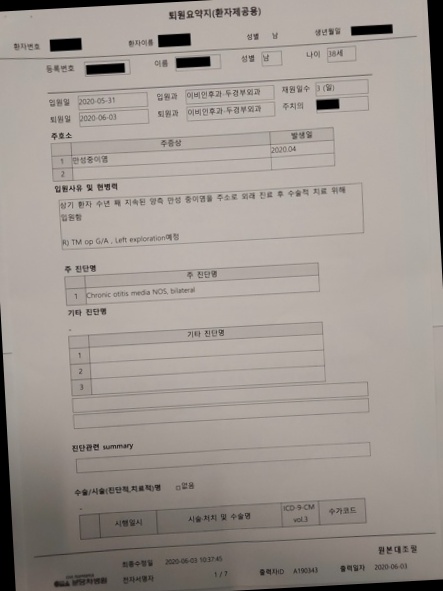 퇴원요약지(환자제공용)
환자번호 환자이름 성별 남 생년월일
등록번호 이름 성별 남 나이 38세
입원일 2020-05-31 입원과 이비인후과-두경부외과 재원일수 3 (일)
퇴원일 2020-06-03 퇴원과 이비인후과-두경부외과 주치의
주호소
주증상 발생일
1 만성중이염 2020.04
2
입원사유 및 현병력
상기 환자 수년 째 지속된 양측 만성 중이염을 주소로 외래 진료 후 수술적 치료 위해
입원함
R) TM op G/A , Left exploration예정
주 진단명
주 진단명
1 Chronic otitis media NOS, bilateral
기타 진단명
-
기타 진단명
1
2
3
진단관련 summary
수술/시술(진단적,치료적)명 □없음
-
시행일시 시술·처치 및 수술명 ICD-9-CM vol.3 수가코드
원본대조필
최종수정일 2020-06-03 10:37:45
전자서명자 1 / 7 출력자ID A190343 출력일자 2020-06-03
분당차병원